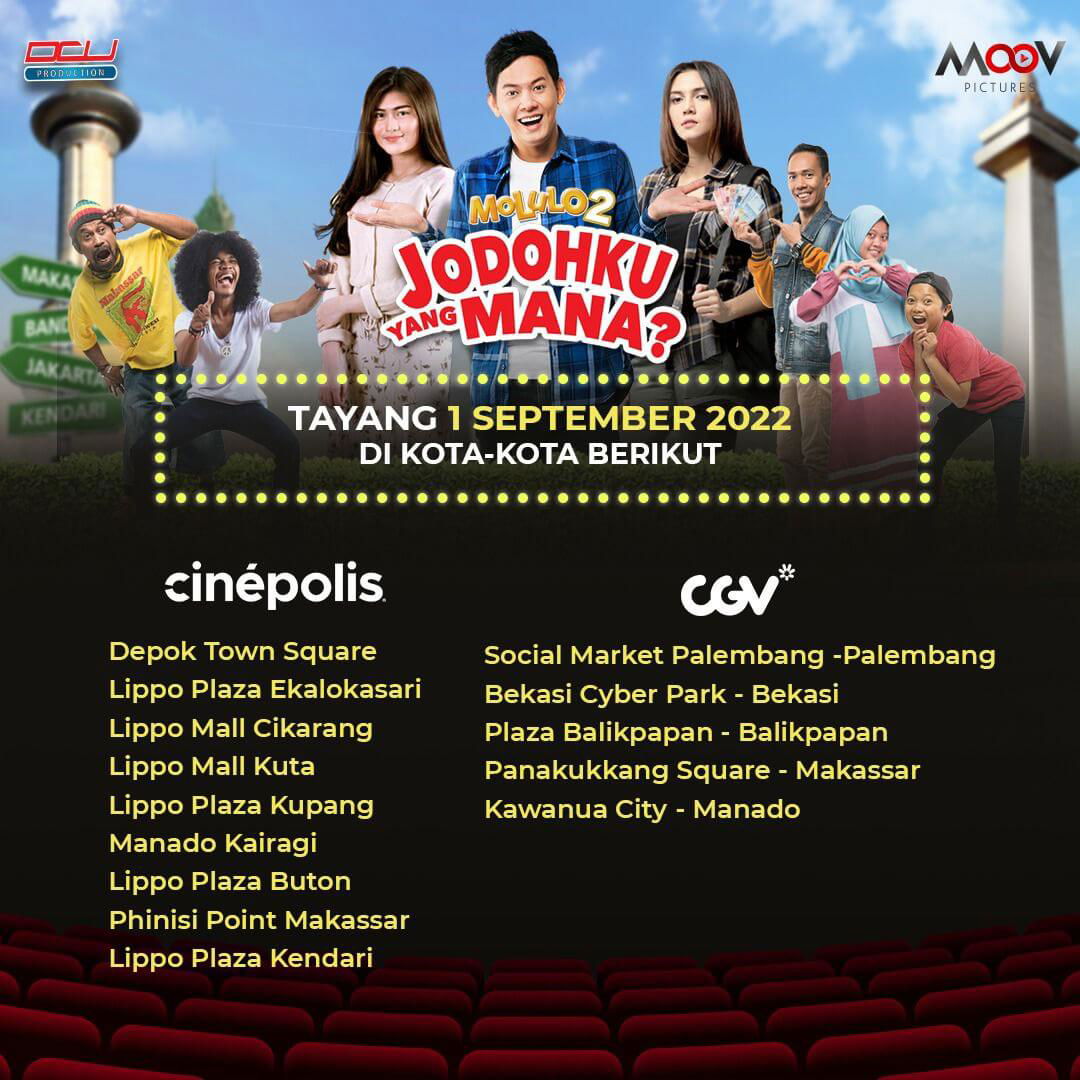 DCU
PRODUCTION
MOOV
PICTURES
MOLULO2
JODOHKU
YANG MANA?
Makassar
JAKARTA
KENDARI
TAYANG 1 SEPTEMBER 2022
DI KOTA-KOTA BERIKUT
cinépolis
Depok Town Square
Lippo Plaza Ekalokasari
Lippo Mall Cikarang
Lippo Mall Kuta
Lippo Plaza Kupang
Manado Kairagi
Lippo Plaza Buton
Phinisi Point Makassar
Lippo Plaza Kendari
CGV*
Social Market Palembang -Palembang
Bekasi Cyber Park - Bekasi
Plaza Balikpapan - Balikpapan
Panakukkang Square - Makassar
Kawanua City - Manado